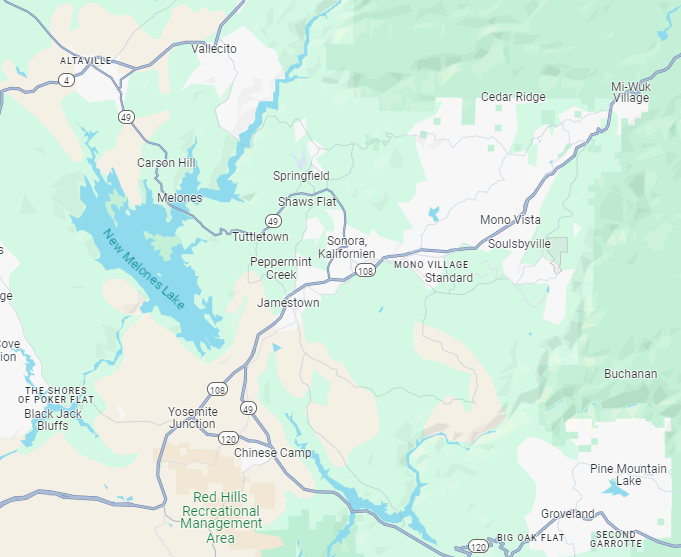 Vallecito
ALTAVILLE
4
Mi-Wuk
Village
Cedar Ridge
49
Carson Hill
Springfield
Melones
Shaws Flat
49
Mono Vista
Tuttletown
Sonora,
Kalifornien
Soulsbyville
s
New Melones Lake
Peppermint
Creek
108
MONO VILLAGE
Standard
ge
Jamestown
ove
ion
Buchanan
THE SHORES
OF POKER FLAT
108
49
Black Jack
Bluffs
Yosemite
Junction
120
Chinese Camp
Pine Mountain
Lake
Red Hills
Recreational
Management
Area
Groveland
BIG OAK FLAT
SECOND
GARROTTE
120